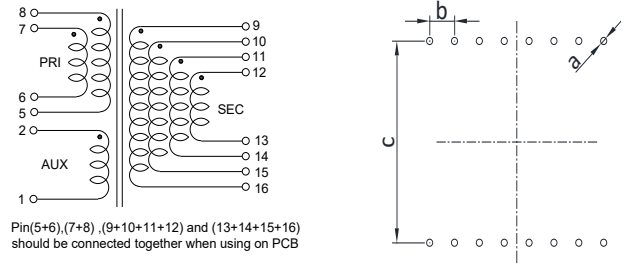 8
7
PRI
6
5
2
AUX
1
9
10
11
12
SEC
13
14
15
16
Pin(5+6),(7+8) ,(9+10+11+12) and (13+14+15+16)
should be connected together when using on PCB
b
a
c